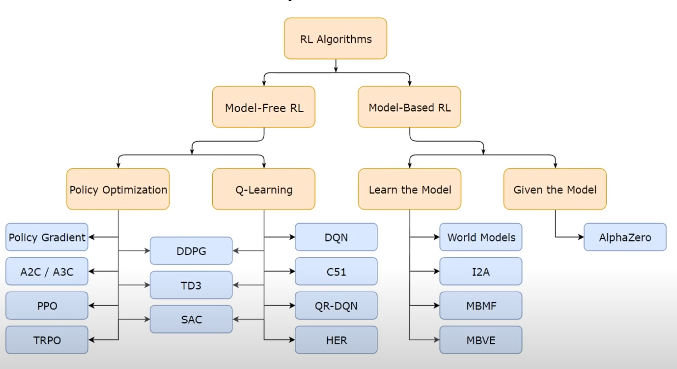 RL Algorithms
Model-Free RL
Model-Based RL
Policy Optimization
Q-Learning
Learn the Model
Given the Model
Policy Gradient
DDPG
DQN
World Models
AlphaZero
A2C / A3C
TD3
C51
I2A
PPO
SAC
QR-DQN
MBMF
TRPO
HER
MBVE